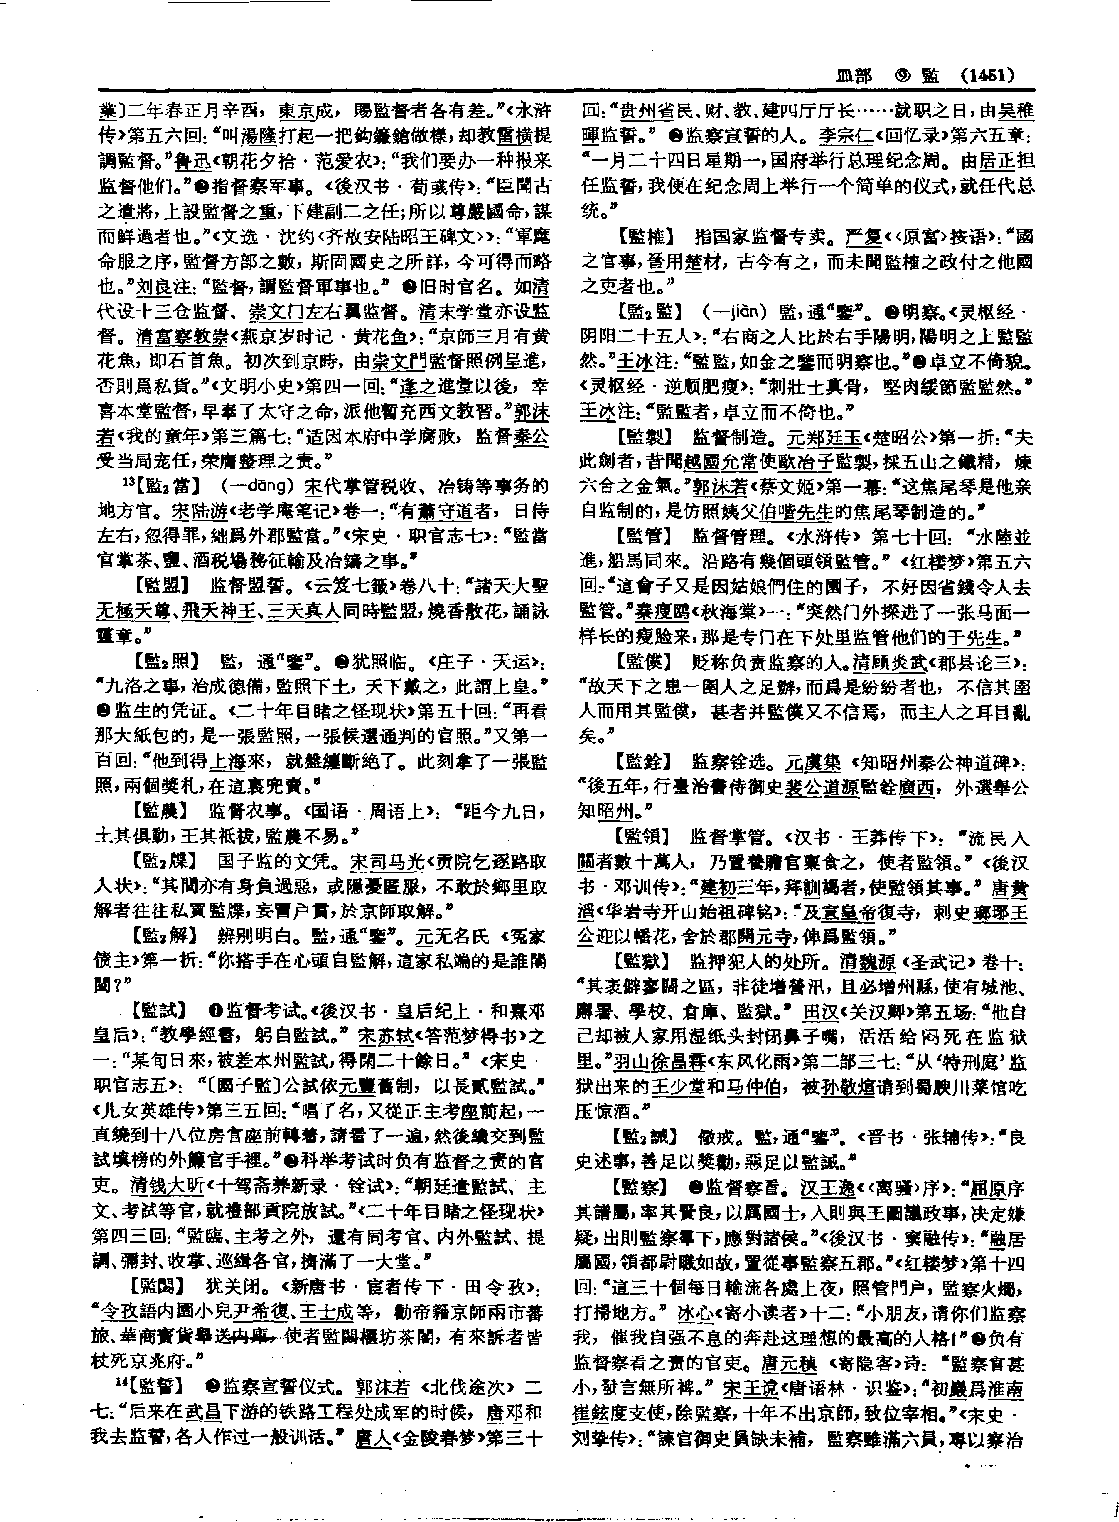 皿部 ⑨ 監 (1451)
業〕二年春正月辛酉，東京成，賜監督者各有差。”《水滸
传》第五六回：“叫湯隆打起一把鈎鐮鎗做樣，却教雷横提
調監督。”鲁迅《朝花夕拾·范爱农》：“我们要办一种报来
监督他们。”❷指督察军事。《後汉书·荀彧传》：“臣聞古
之遣將，上設監督之重，下建副二之任；所以尊嚴國命，謀
而鲜過者也。”《文选·沈约〈齐故安陆昭王碑文〉》：“軍麾
命服之序，監督方部之數，斯固國史之所詳，今可得而略
也。”刘良注：“監督，謂監督軍事也。”❸旧时官名。如清
代设十三仓监督、崇文门左右翼监督。清末学堂亦设监
督。清富察敦崇《燕京岁时记·黄花鱼》：“京师三月有黄
花魚，即石首魚。初次到京時，由崇文門監督照例呈進，
否則爲私貨。”《文明小史》第四一回：“逢之進堂以後，幸
喜本堂監督，早奉了太守之命，派他暫充西文教習。”郭沫
若《我的童年》第三篇七：“适因本府中学腐败，监督秦公
受当局宠任，荣膺整理之责。”
13【監2當】 （—dāng）宋代掌管税收、冶铸等事务的
地方官。宋陆游《老学庵笔记》卷一：“有蕭守道者，日侍
左右，忽得罪，絀爲外郡監當。”《宋史·职官志七》：“監當
官掌茶、鹽、酒税場務征輸及冶鑄之事。”
【監盟】 监督盟誓。《云笈七籤》卷八十：“諸天大聖
无極天尊、飛天神王、三天真人同時監盟，燒香散花，誦詠
靈章。”
【監2照】 監，通“鑒”。❶犹照临。《庄子·天运》：
“九洛之事，治成德備，監照下土，天下戴之，此謂上皇。”
❷监生的凭证。《二十年目睹之怪现状》第五十回：“再看
那大紙包的，是一張監照，一張候選通判的官照。”又第一
百回：“他到得上海來，就盤纏斷绝了。此刻拿了一張監
照，兩個奬札，在這裏兜賣。”
【監農】 监督农事。《国语·周语上》：“距今九日，
土其俱動，王其祗祓，監農不易。”
【監2牒】 国子监的文凭。宋司马光《贡院乞逐路取
人状》：“其間亦有身負過惡，或隱憂匿服，不敢於鄉里取
解者往往私買監牒，妄冒户貫，於京師取解。”
【監2解】 辨别明白。監，通“鑒”。元无名氏《冤家
债主》第一折：“你搭手在心頭自監解，這家私端的是誰閙
閩？”
【監試】 ❶监督考试。《後汉书·皇后纪上·和熹邓
皇后》：“教學經書，躬自監試。”宋苏轼《答范梦得书》之
一：“某旬日來，被差本州監試，得閑二十餘日。”《宋史·
职官志五》：“〔國子監〕公試依元豐舊制，以長貳監試。”
《儿女英雄传》第三五回：“唱了名，又從正主考座前起，一
直繞到十八位房官座前轉着，請看了一遍，然後纔交到監
試填榜的外簾官手裡。”❷科举考试时负有监督之责的官
吏。清钱大昕《十驾斋养新录·铨试》：“朝廷遣監試、主
文、考試等官，就禮部貢院放試。”《二十年目睹之怪现状》
第四三回：“監臨、主考之外，還有同考官、内外監試、提
調、彌封、收掌、巡緝各官，擠滿了一大堂。”
【監閟】 犹关闭。《新唐书·宦者传下·田令孜》：
“令孜語内園小兒尹希復、王士成等，勸帝籍京師兩市蕃
旅、華商寶貨舉送内庫，使者監閟櫃坊茶閣，有來訴者皆
杖死京兆府。”
14【監誓】 ❶监察宣誓仪式。郭沫若《北伐途次》二
七：“后来在武昌下游的铁路工程处成军的时候，唐邓和
我去监誓，各人作过一般训话。”唐人《金陵春梦》第三十
回：“贵州省民、财、教、建四厅厅长……就职之日，由吴稚
暉监誓。”❷监察宣誓的人。李宗仁《回忆录》第六五章：
“一月二十四日星期一，国府举行总理纪念周。由居正担
任监誓，我便在纪念周上举行一个简单的仪式，就任代总
统。”
【監榷】 指国家监督专卖。严复《〈原富〉按语》：“國
之官事，晉用楚材，古今有之，而未聞監榷之政付之他國
之吏者也。”
【監2監】 （—jiàn）監，通“鑒”。❶明察。《灵枢经·
阴阳二十五人》：“右商之人比於右手陽明，陽明之上監監
然。”王冰注：“監監，如金之鑒而明察也。”❷卓立不倚貌。
《灵枢经·逆顺肥瘦》：“刺壯士真骨，堅肉緩節監監然。”
王冰注：“監監者，卓立而不倚也。”
【監製】 监督制造。元郑廷玉《楚昭公》第一折：“夫
此劍者，昔聞越國允常使歐冶子監製，採五山之鐵精，煉
六合之金氣。”郭沫若《蔡文姬》第一幕：“这焦尾琴是他亲
自监制的，是仿照姨父伯喈先生的焦尾琴制造的。”
【監管】 监督管理。《水浒传》第七十回：“水陸並
進，船馬同來。沿路有幾個頭領監管。”《红楼梦》第五六
回：“這會子又是因姑娘們住的園子，不好因省錢令人去
監管。”秦瘦鸥《秋海棠》一：“突然门外探进了一张马面一
样长的瘦脸来，那是专门在下处里监管他们的于先生。”
【監僕】 贬称负责监察的人。清顾炎武《郡县论三》：
“故天下之患一圉人之足辦，而爲是紛紛者也，不信其圉
人而用其監僕，甚者并監僕又不信焉，而主人之耳目亂
矣。”
【監銓】 监察铨选。元虞集《知昭州秦公神道碑》：
“後五年，行臺治書侍御史裴公道源監銓廣西，外選舉公
知昭州。”
【監領】 监督掌管。《汉书·王莽传下》：“流民入
關者數十萬人，乃置養贍官稟食之，使者監領。”《後汉
书·邓训传》：“建初三年，拜訓謁者，使監領其事。”唐黄
滔《华岩寺开山始祖碑铭》：“及宣皇帝復寺，刺史瑯琊王
公迎以幡花，舍於郡開元寺，俾爲監領。”
【監獄】 监押犯人的处所。清魏源《圣武记》卷十：
“其袤僻寥闊之區，非徒增營汛，且必增州縣，使有城池、
廨署、學校、倉庫、監獄。”田汉《关汉卿》第五场：“他自
己却被人家用湿纸头封闭鼻子嘴，活活给闷死在监狱
里。”羽山徐昌霖《东风化雨》第二部三七：“从‘特刑庭’监
狱出来的王少堂和马仲伯，被孙敬煊请到蜀腴川菜馆吃
压惊酒。”
【監2誡】 儆戒。監，通“鑒”。《晋书·张辅传》：“良
史述事，善足以奬勸，惡足以監誡。”
【監察】 ❶监督察看。汉王逸《〈离骚〉序》：“屈原序
其譜屬，率其賢良，以厲國士，入則與王圖議政事，决定嫌
疑，出則監察羣下，應對諸侯。”《後汉书·窦融传》：“融居
屬國，領都尉職如故，置從事監察五郡。”《红楼梦》第十四
回：“這三十個每日輪流各處上夜，照管門户，監察火燭，
打掃地方。”冰心《寄小读者》十二：“小朋友，请你们监察
我，催我自强不息的奔赴这理想的最高的人格！”❷负有
监督察看之责的官吏。唐元稹《寄隐客》诗：“監察官甚
小，發言無所裨。”宋王谠《唐语林·识鉴》：“初嚴爲淮南
崔鉉度支使，除監察，十年不出京師，致位宰相。”《宋史·
刘挚传》：“諫官御史員缺未補，監察雖滿六員，專以察治